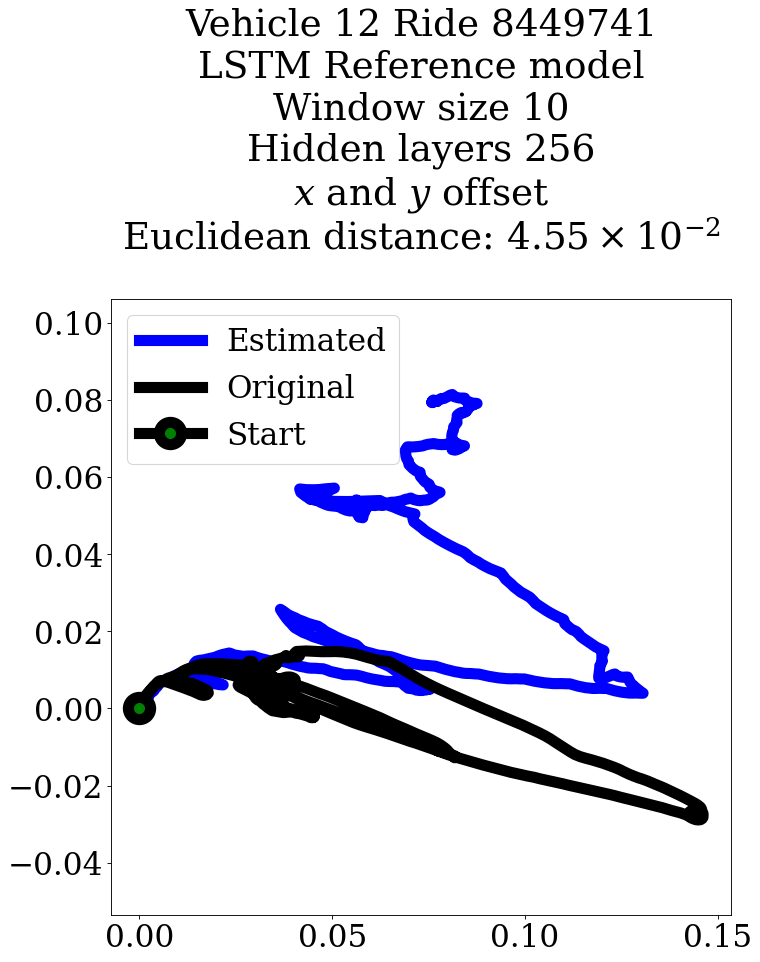 Vehicle 12 Ride 8449741
LSTM Reference model
Window size 10
Hidden layers 256
x and y offset
Euclidean distance: 4.55 × 10⁻²
Estimated
Original
Start
0.10
0.08
0.06
0.04
0.02
0.00
−0.02
−0.04
0.00 0.05 0.10 0.15